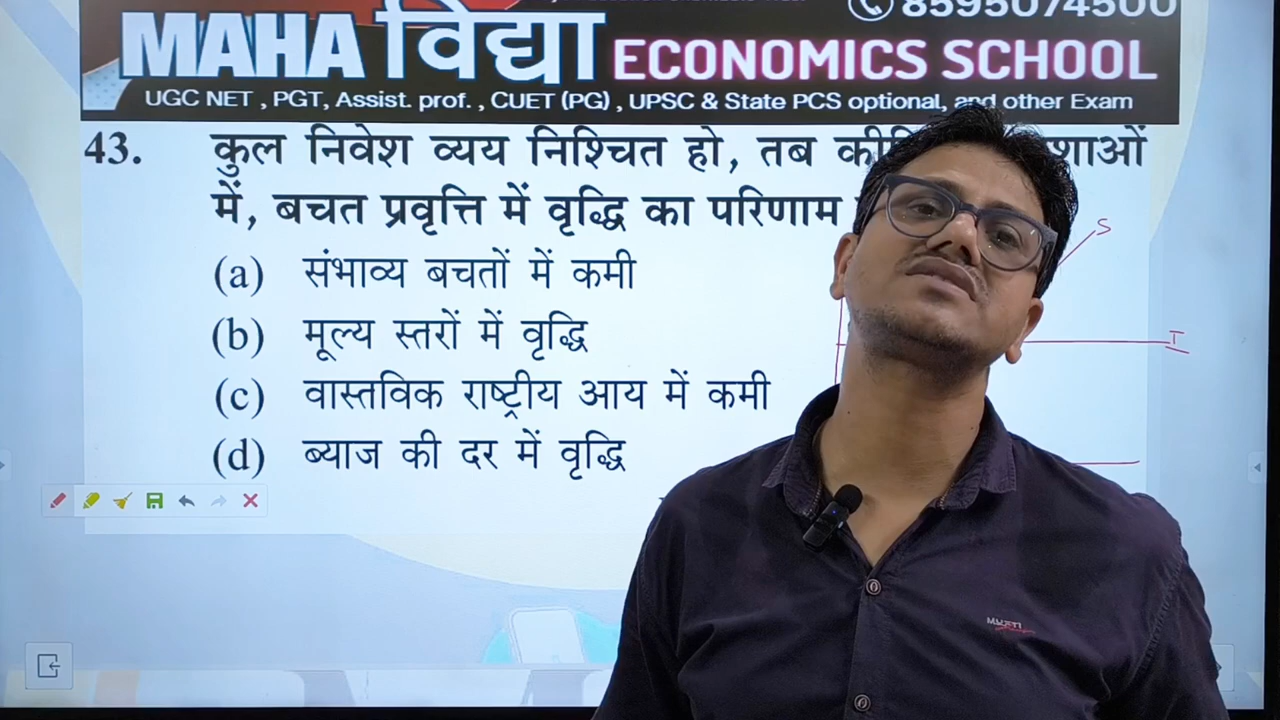 8595074500
MAHA विद्या ECONOMICS SCHOOL
UGC NET , PGT, Assist. prof. , CUET (PG) , UPSC & State PCS optional, and other Exam
43. कुल निवेश व्यय निश्चित हो, तब
में, बचत प्रवृत्ति में वृद्धि का परिणाम
S
(a) संभाव्य बचतों में कमी
(b) मूल्य स्तरों में वृद्धि
I
(c) वास्तविक राष्ट्रीय आय में कमी
(d) ब्याज की दर में वृद्धि